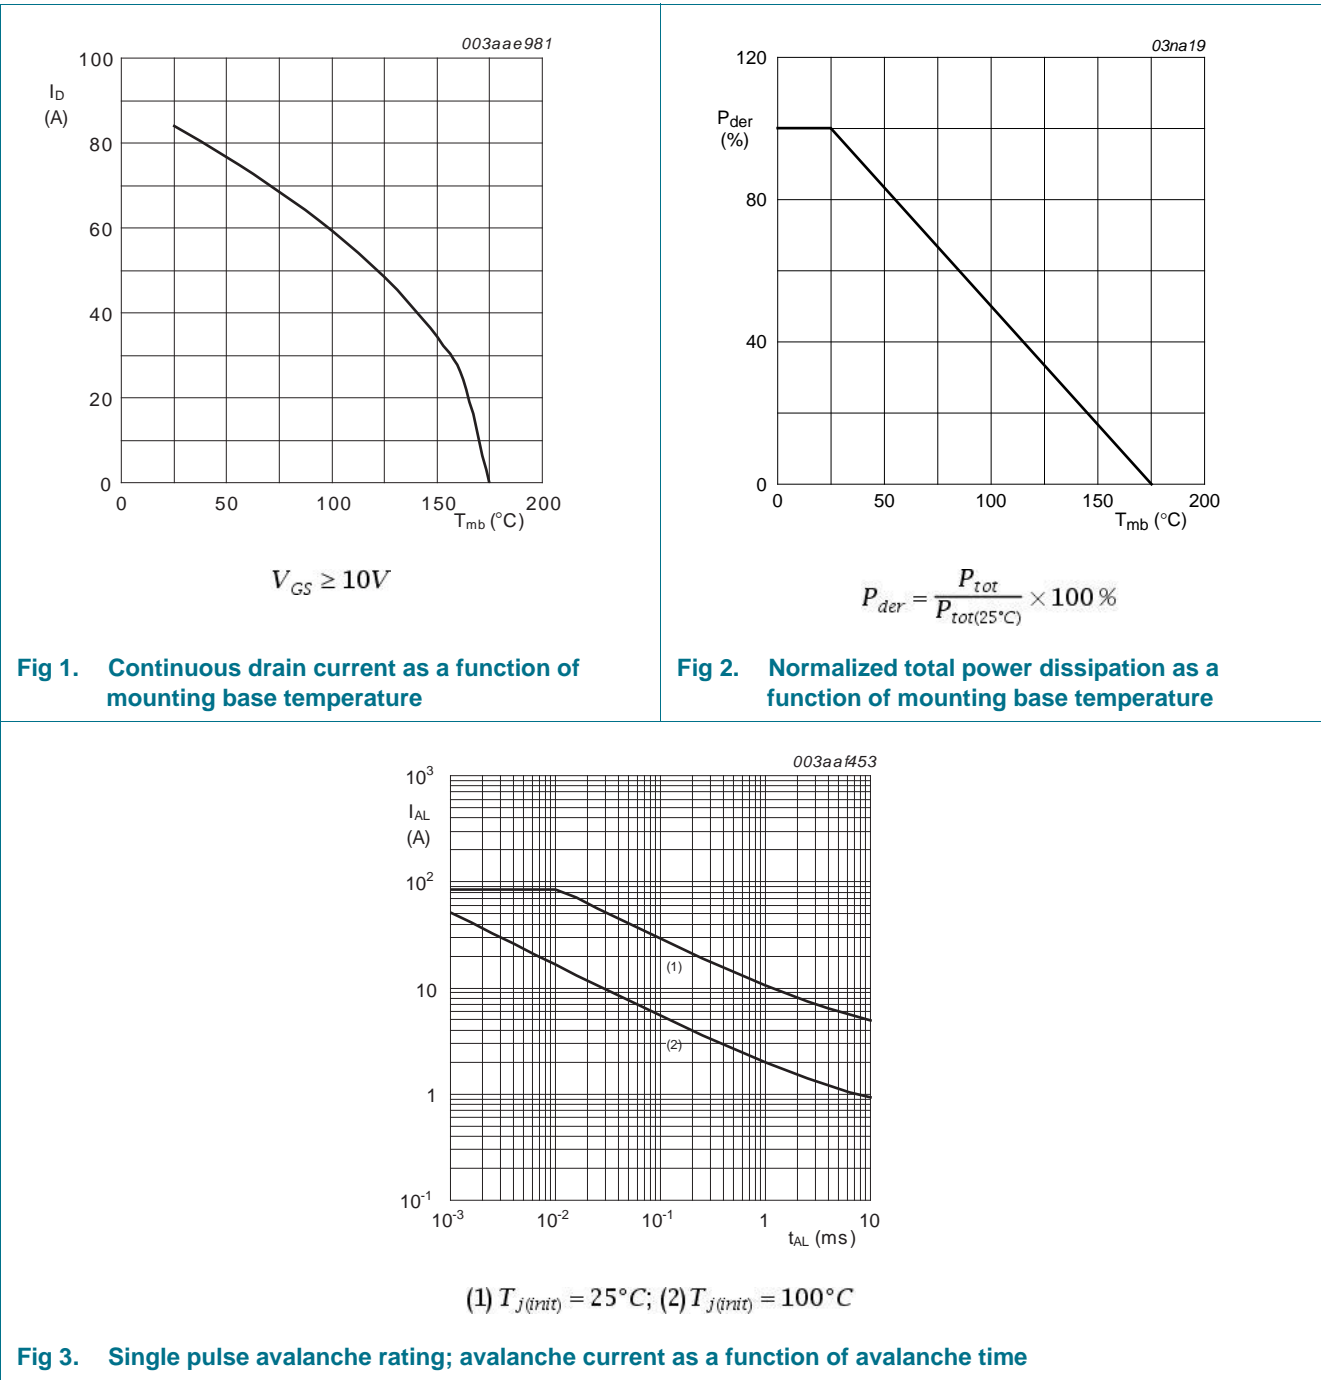 003aae981
100
I_D
(A)
80
60
40
20
0
0 50 100 150 200
T_mb (°C)
V_GS ≥ 10V
Fig 1. Continuous drain current as a function of
mounting base temperature
03na19
120
P_der
(%)
80
40
0
0 50 100 150 200
T_mb (°C)
P_der = P_tot / P_tot(25°C) × 100 %
Fig 2. Normalized total power dissipation as a
function of mounting base temperature
003aaf453
10^3
I_AL
(A)
10^2
(1)
10
(2)
1
10^-1
10^-3 10^-2 10^-1 1 10
t_AL (ms)
(1) T_j(init) = 25°C; (2) T_j(init) = 100°C
Fig 3. Single pulse avalanche rating; avalanche current as a function of avalanche time